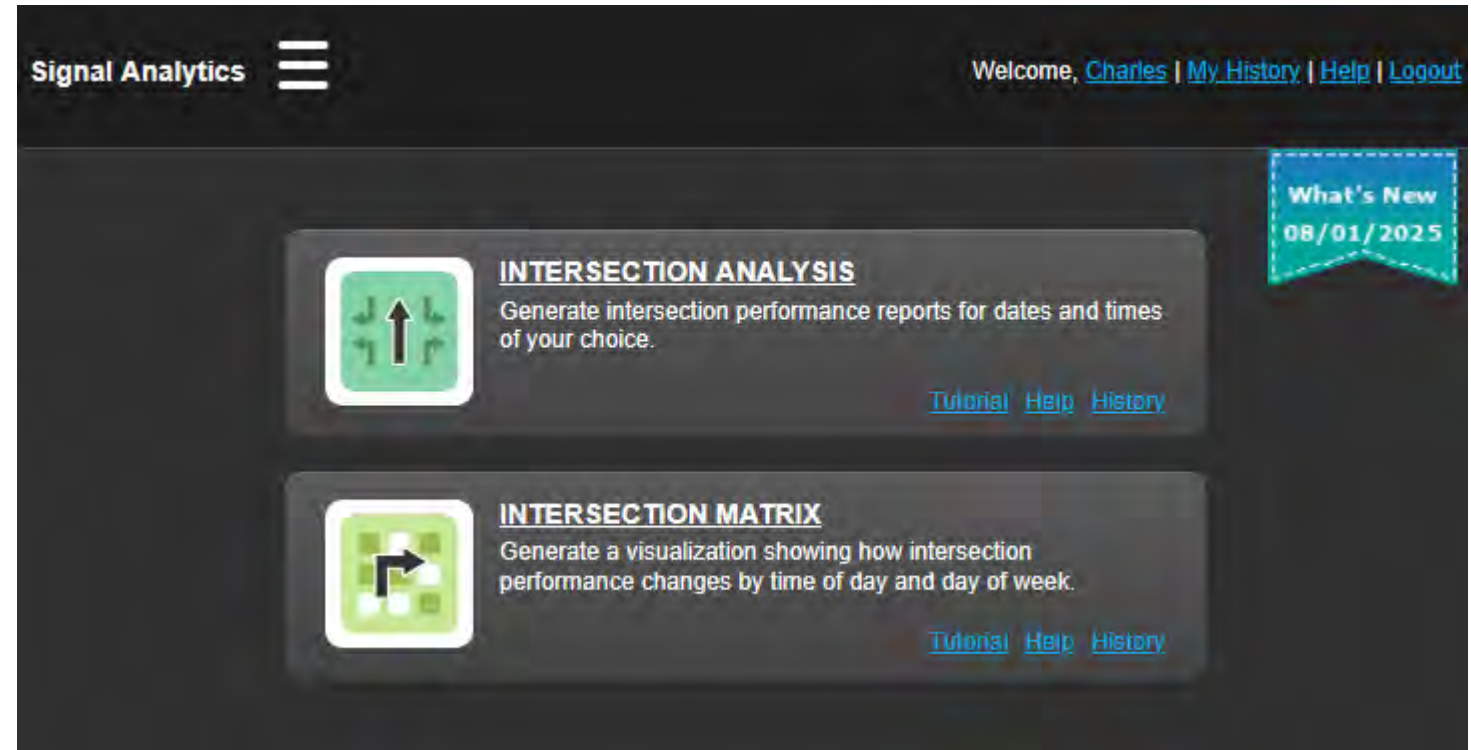 Signal Analytics
Welcome, Charles | My History | Help | Logout
What's New
08/01/2025
INTERSECTION ANALYSIS
Generate intersection performance reports for dates and times
of your choice.
Tutorial Help History
INTERSECTION MATRIX
Generate a visualization showing how intersection
performance changes by time of day and day of week.
Tutorial Help History